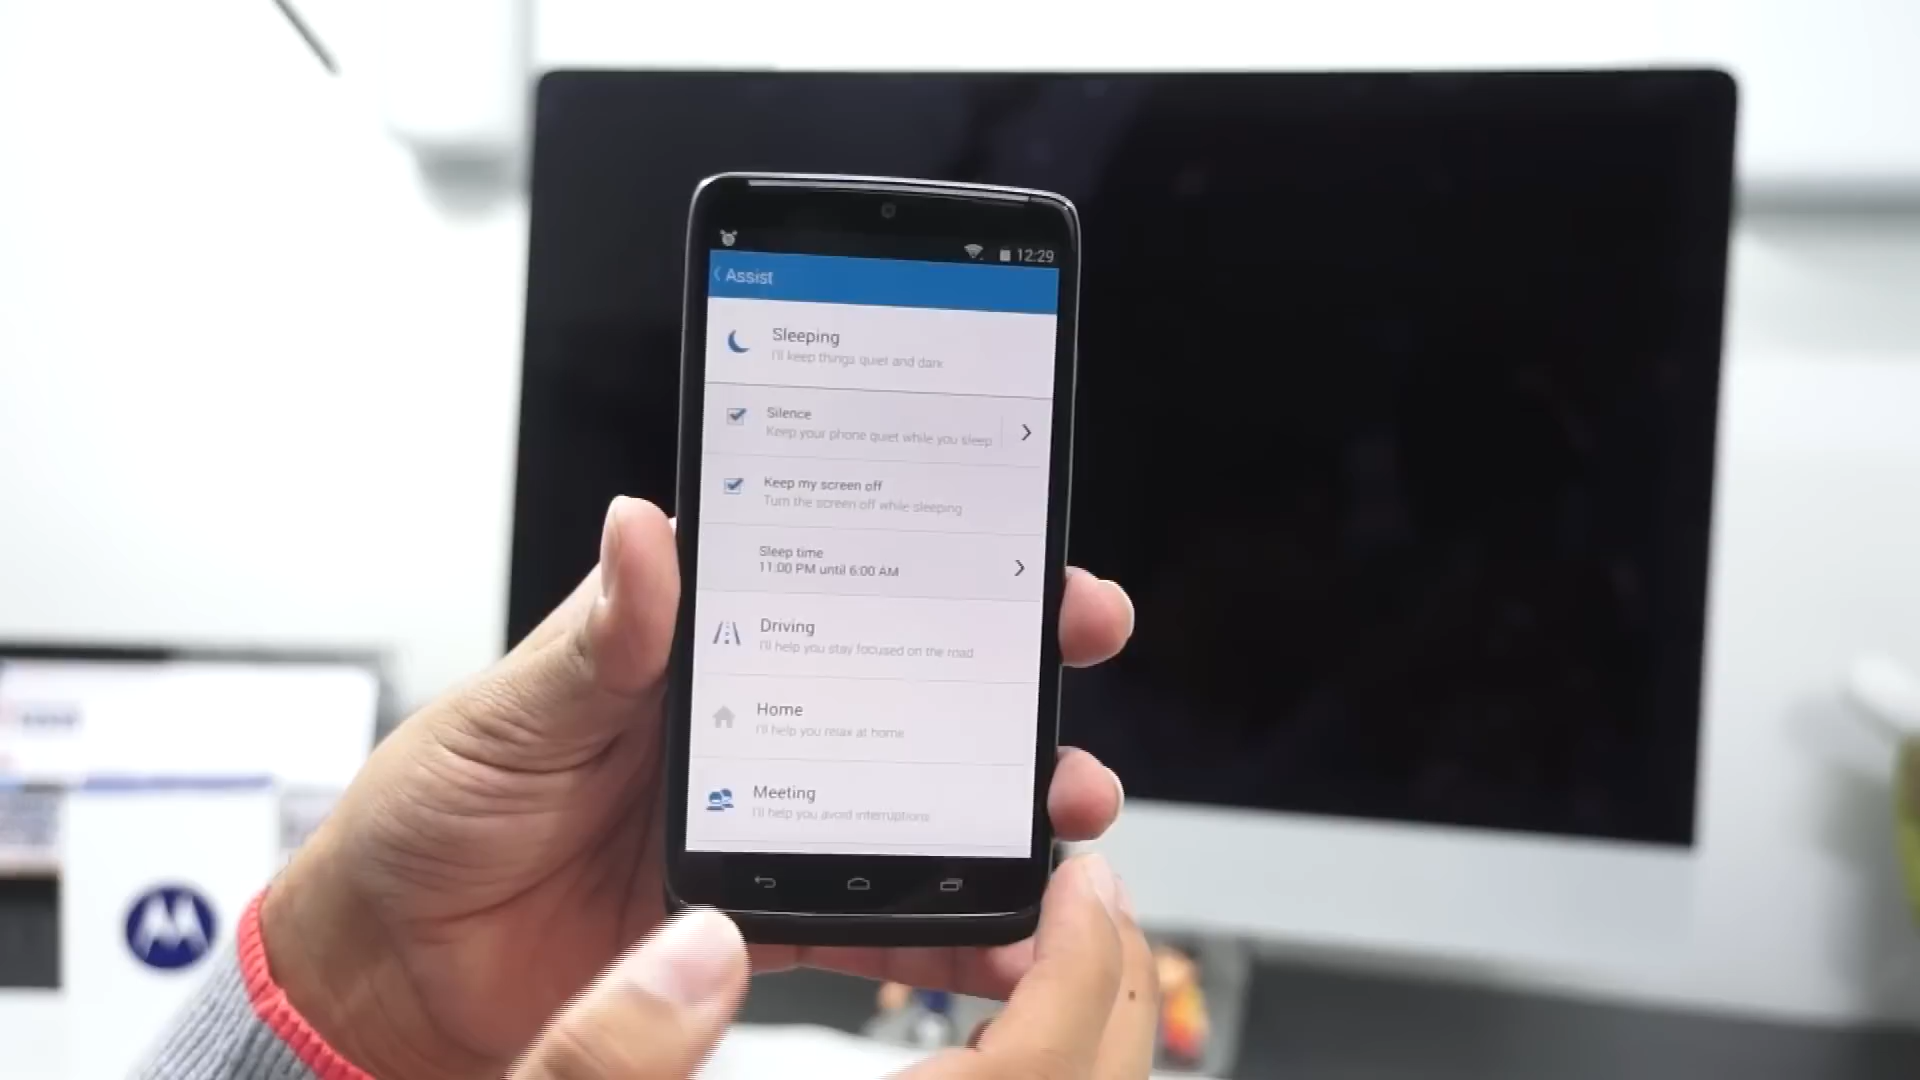 12:29
Assist
Sleeping
I'll keep things quiet and dark
Silence
Keep your phone quiet while you sleep
Keep my screen off
Turn the screen off while sleeping
Sleep time
11:00 PM until 6:00 AM
Driving
I'll help you stay focused on the road
Home
I'll help you relax at home
Meeting
I'll help you avoid interruptions